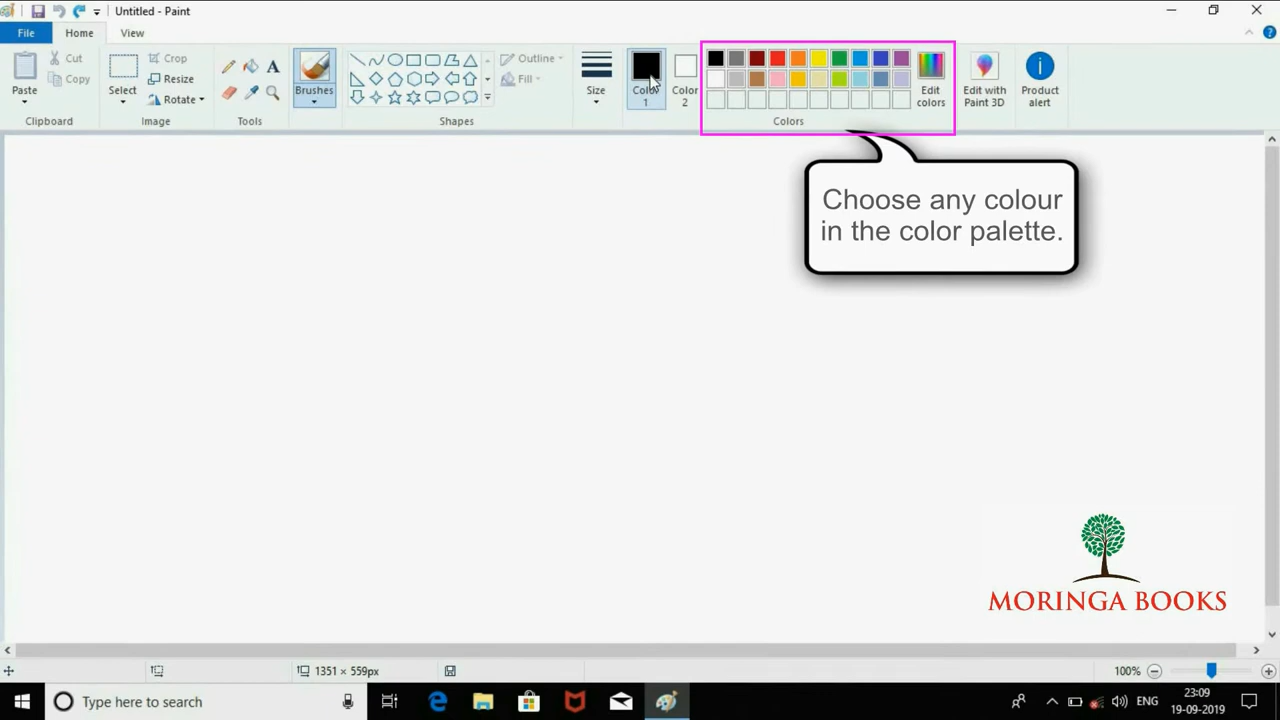 Untitled - Paint
File
Home
View
Paste
Cut
Copy
Clipboard
Select
Crop
Resize
Rotate
Image
A
Tools
Brushes
Shapes
Outline
Fill
Size
Color
1
Color
2
Edit
colors
Colors
Edit with
Paint 3D
Product
alert
Choose any colour
in the color palette.
MORINGA BOOKS
1351 × 559px
100%
Type here to search
ENG
23:09
19-09-2019